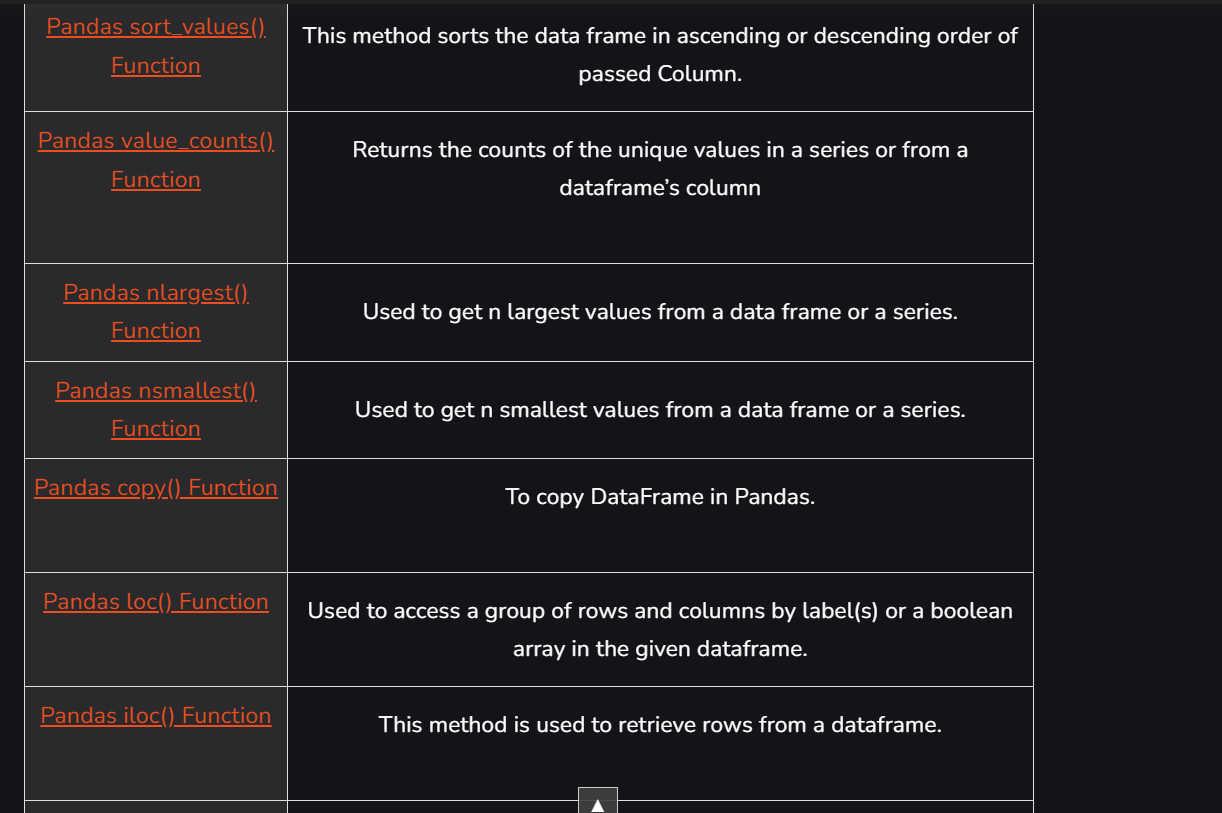 Pandas sort_values()
Function
This method sorts the data frame in ascending or descending order of
passed Column.
Pandas value_counts()
Function
Returns the counts of the unique values in a series or from a
dataframe’s column
Pandas nlargest()
Function
Used to get n largest values from a data frame or a series.
Pandas nsmallest()
Function
Used to get n smallest values from a data frame or a series.
Pandas copy() Function
To copy DataFrame in Pandas.
Pandas loc() Function
Used to access a group of rows and columns by label(s) or a boolean
array in the given dataframe.
Pandas iloc() Function
This method is used to retrieve rows from a dataframe.